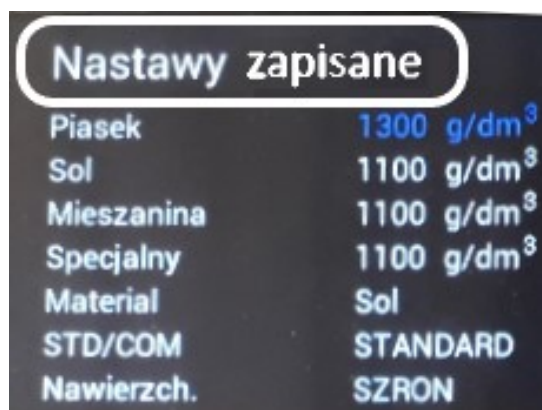 Nastawy zapisane
Piasek 1300 g/dm³
Sol 1100 g/dm³
Mieszanina 1100 g/dm³
Specjalny 1100 g/dm³
Material Sol
STD/COM STANDARD
Nawierzch. SZRON